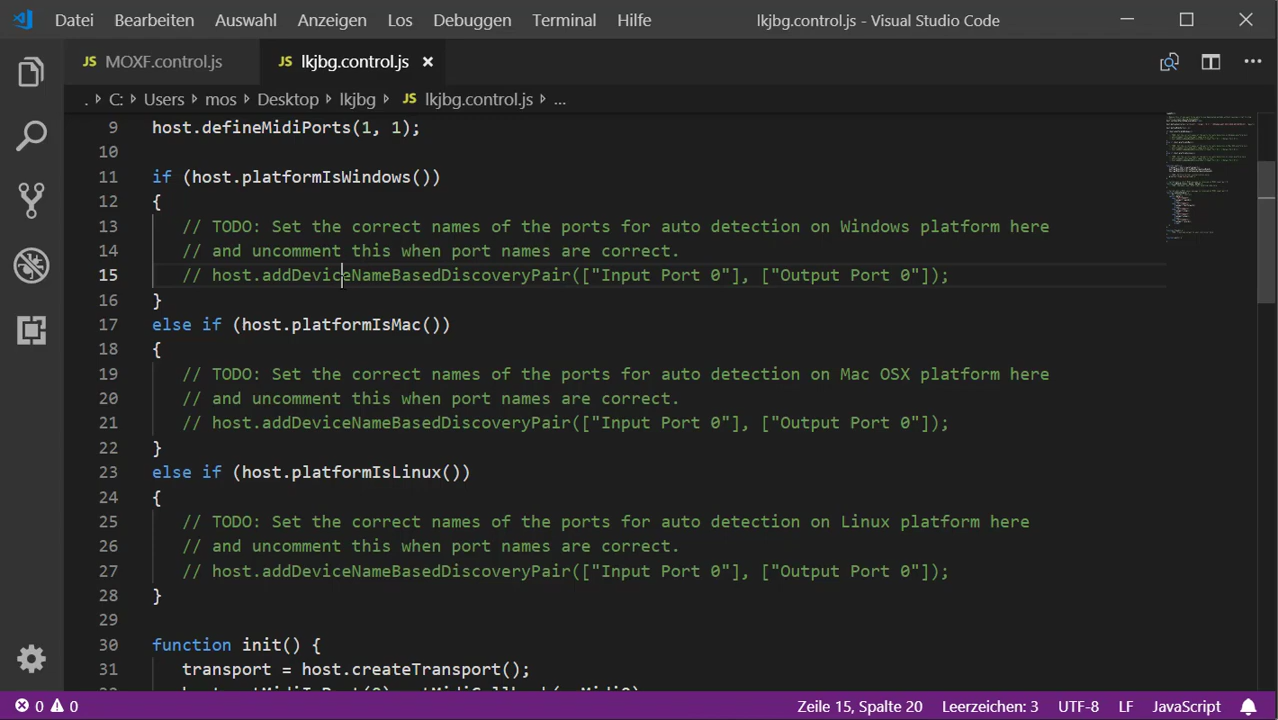 Datei Bearbeiten Auswahl Anzeigen Los Debuggen Terminal Hilfe lkjbg.control.js - Visual Studio Code
JS MOXF.control.js JS lkjbg.control.js
. C: Users mos Desktop lkjbg JS lkjbg.control.js ...
9 host.defineMidiPorts(1, 1);
10
11 if (host.platformIsWindows())
12 {
13 // TODO: Set the correct names of the ports for auto detection on Windows platform here
14 // and uncomment this when port names are correct.
15 // host.addDeviceNameBasedDiscoveryPair(["Input Port 0"], ["Output Port 0"]);
16 }
17 else if (host.platformIsMac())
18 {
19 // TODO: Set the correct names of the ports for auto detection on Mac OSX platform here
20 // and uncomment this when port names are correct.
21 // host.addDeviceNameBasedDiscoveryPair(["Input Port 0"], ["Output Port 0"]);
22 }
23 else if (host.platformIsLinux())
24 {
25 // TODO: Set the correct names of the ports for auto detection on Linux platform here
26 // and uncomment this when port names are correct.
27 // host.addDeviceNameBasedDiscoveryPair(["Input Port 0"], ["Output Port 0"]);
28 }
29
30 function init() {
31 transport = host.createTransport();
0 0 Zeile 15, Spalte 20 Leerzeichen: 3 UTF-8 LF JavaScript